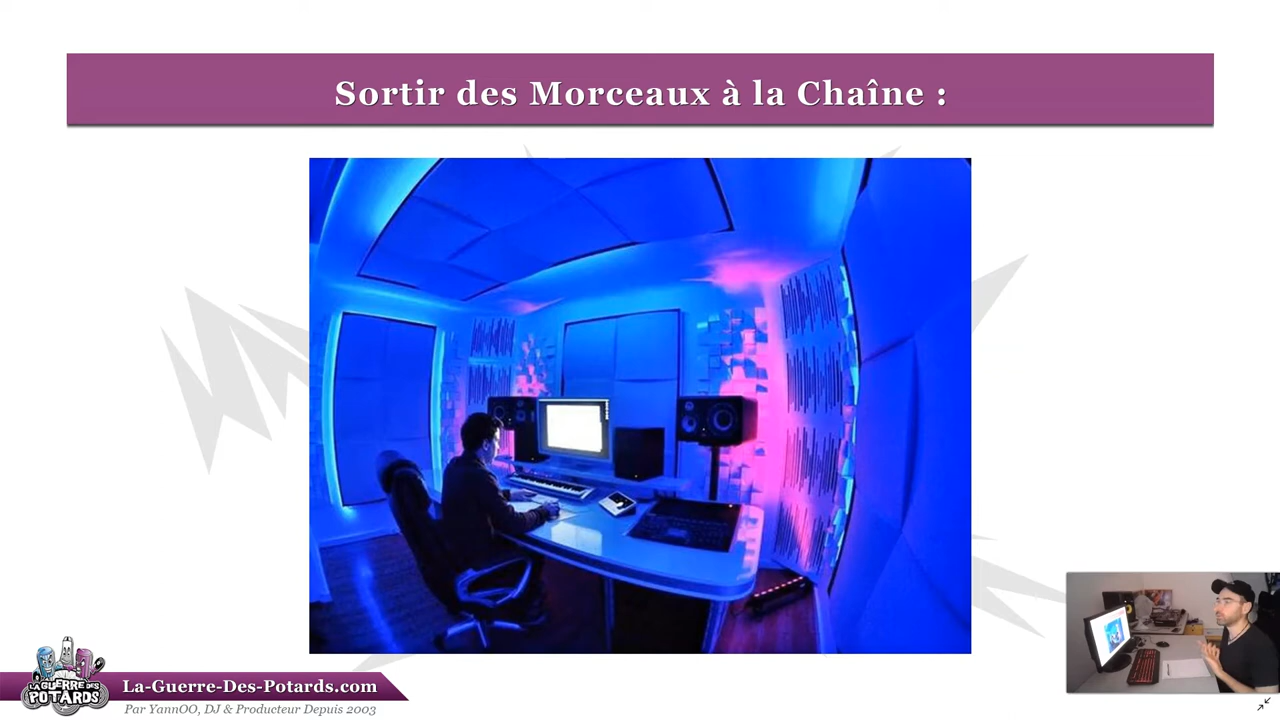 Sortir des Morceaux à la Chaîne :
LA GUERRE DES
POTARDS
La-Guerre-Des-Potards.com
Par YannOO, DJ & Producteur Depuis 2003